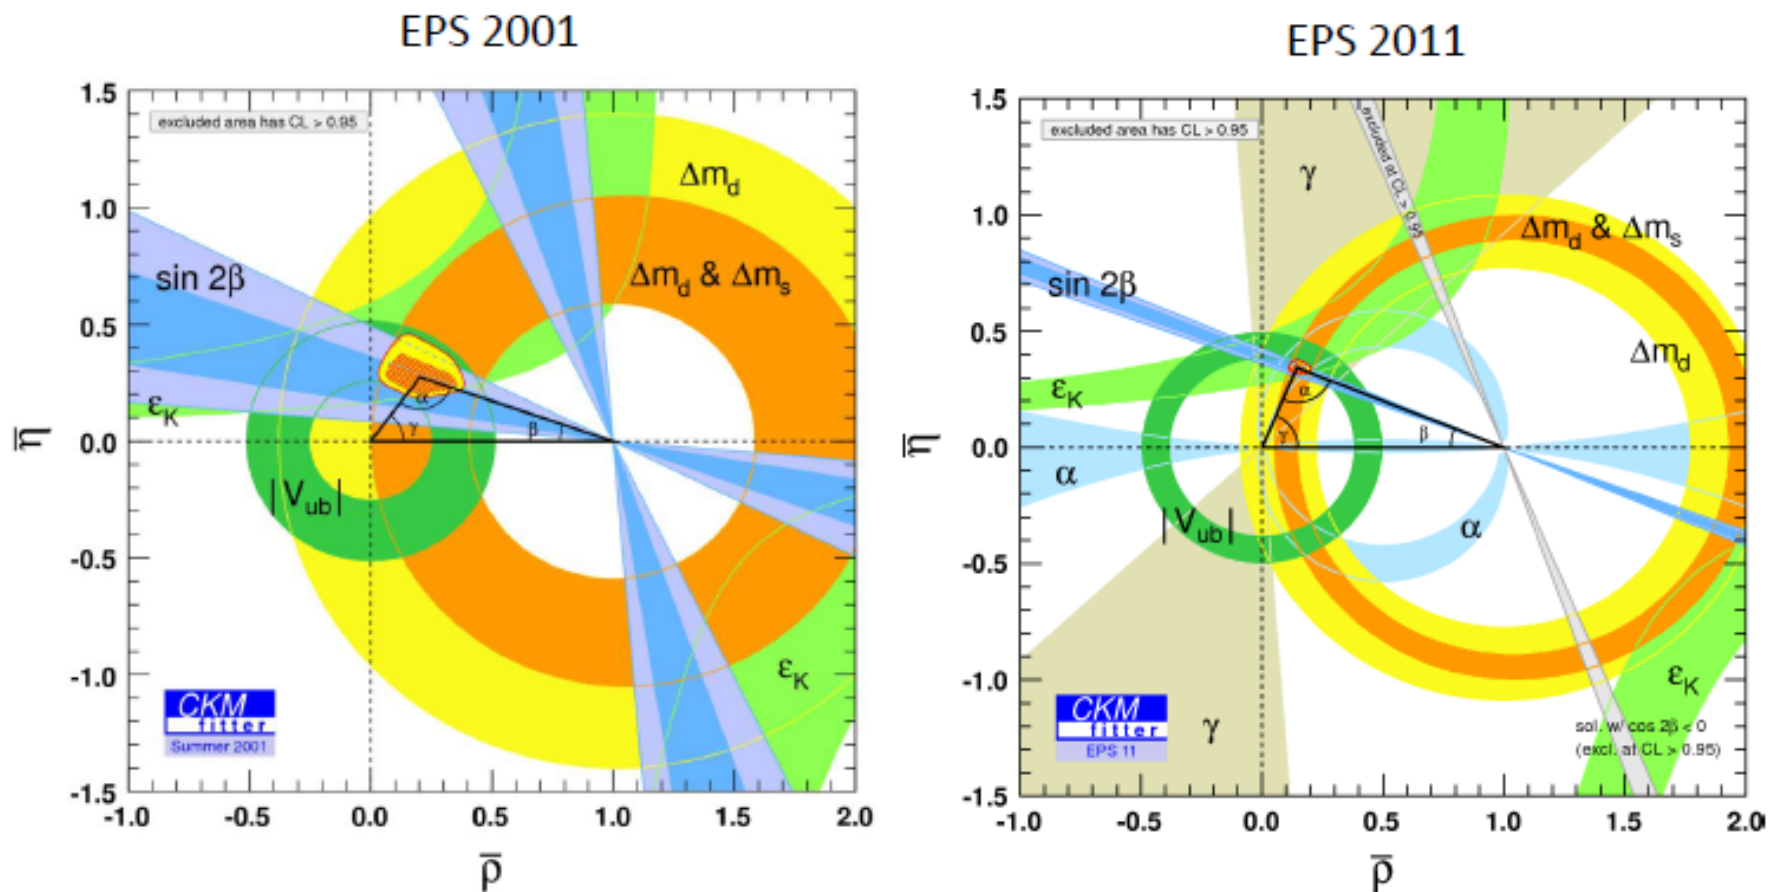 EPS 2001
EPS 2011
1.5
1.0
0.5
0.0
-0.5
-1.0
-1.5
-1.0
-0.5
0.0
0.5
1.0
1.5
2.0
η̅
ρ̅
excluded area has CL > 0.95
Δm_d
Δm_d & Δm_s
sin 2β
ε_K
α
γ
β
|V_ub|
ε_K
CKM
fitter
Summer 2001
1.5
1.0
0.5
0.0
-0.5
-1.0
-1.5
-1.0
-0.5
0.0
0.5
1.0
1.5
2.0
η̅
ρ̅
excluded area has CL > 0.95
excluded at CL > 0.95
γ
Δm_d & Δm_s
sin 2β
Δm_d
ε_K
α
γ
β
α
α
|V_ub|
γ
ε_K
sol. w/ cos 2β < 0
(excl. at CL > 0.95)
CKM
fitter
EPS 11